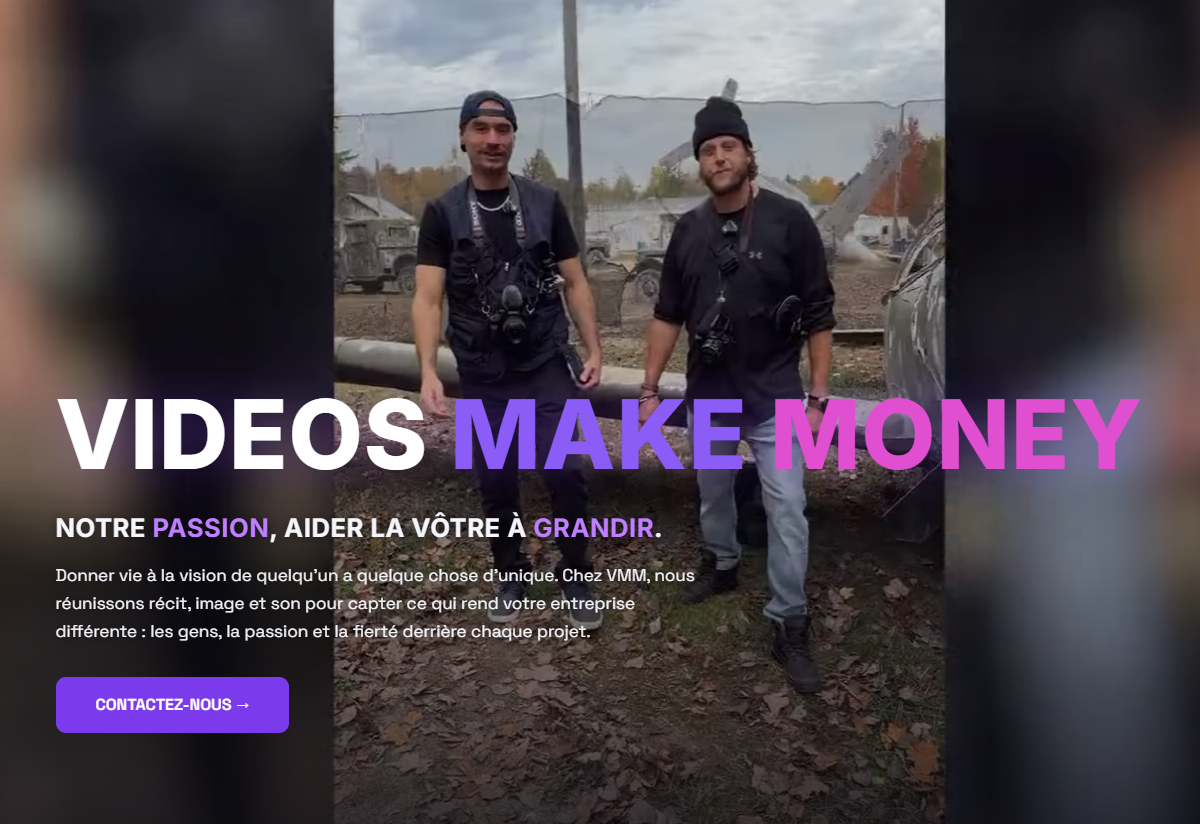 VIDEOS MAKE MONEY
NOTRE PASSION, AIDER LA VÔTRE À GRANDIR.
Donner vie à la vision de quelqu’un a quelque chose d’unique. Chez VMM, nous
réunissons récit, image et son pour capter ce qui rend votre entreprise
différente : les gens, la passion et la fierté derrière chaque projet.
CONTACTEZ-NOUS →